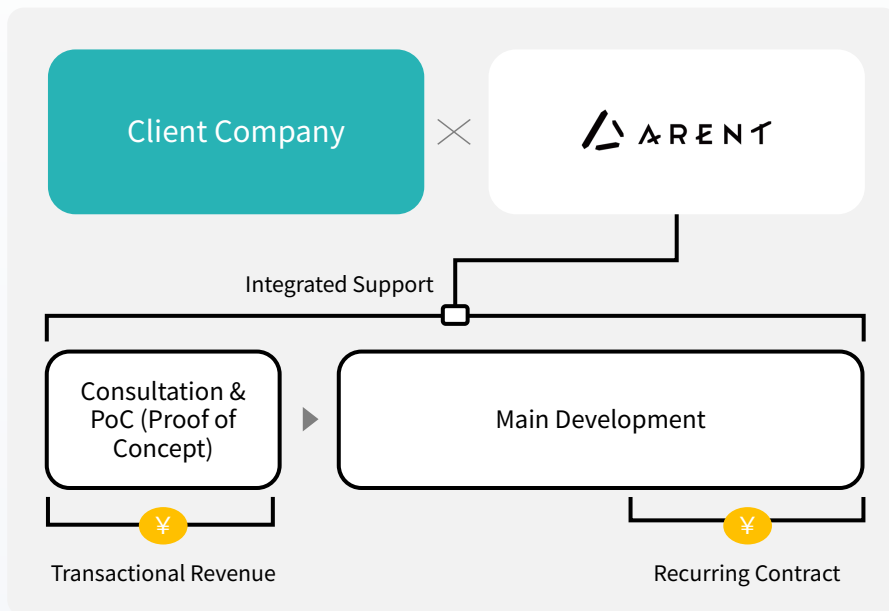 Client Company
ARENT
Integrated Support
Consultation &
PoC (Proof of
Concept)
Main Development
¥
¥
Transactional Revenue
Recurring Contract